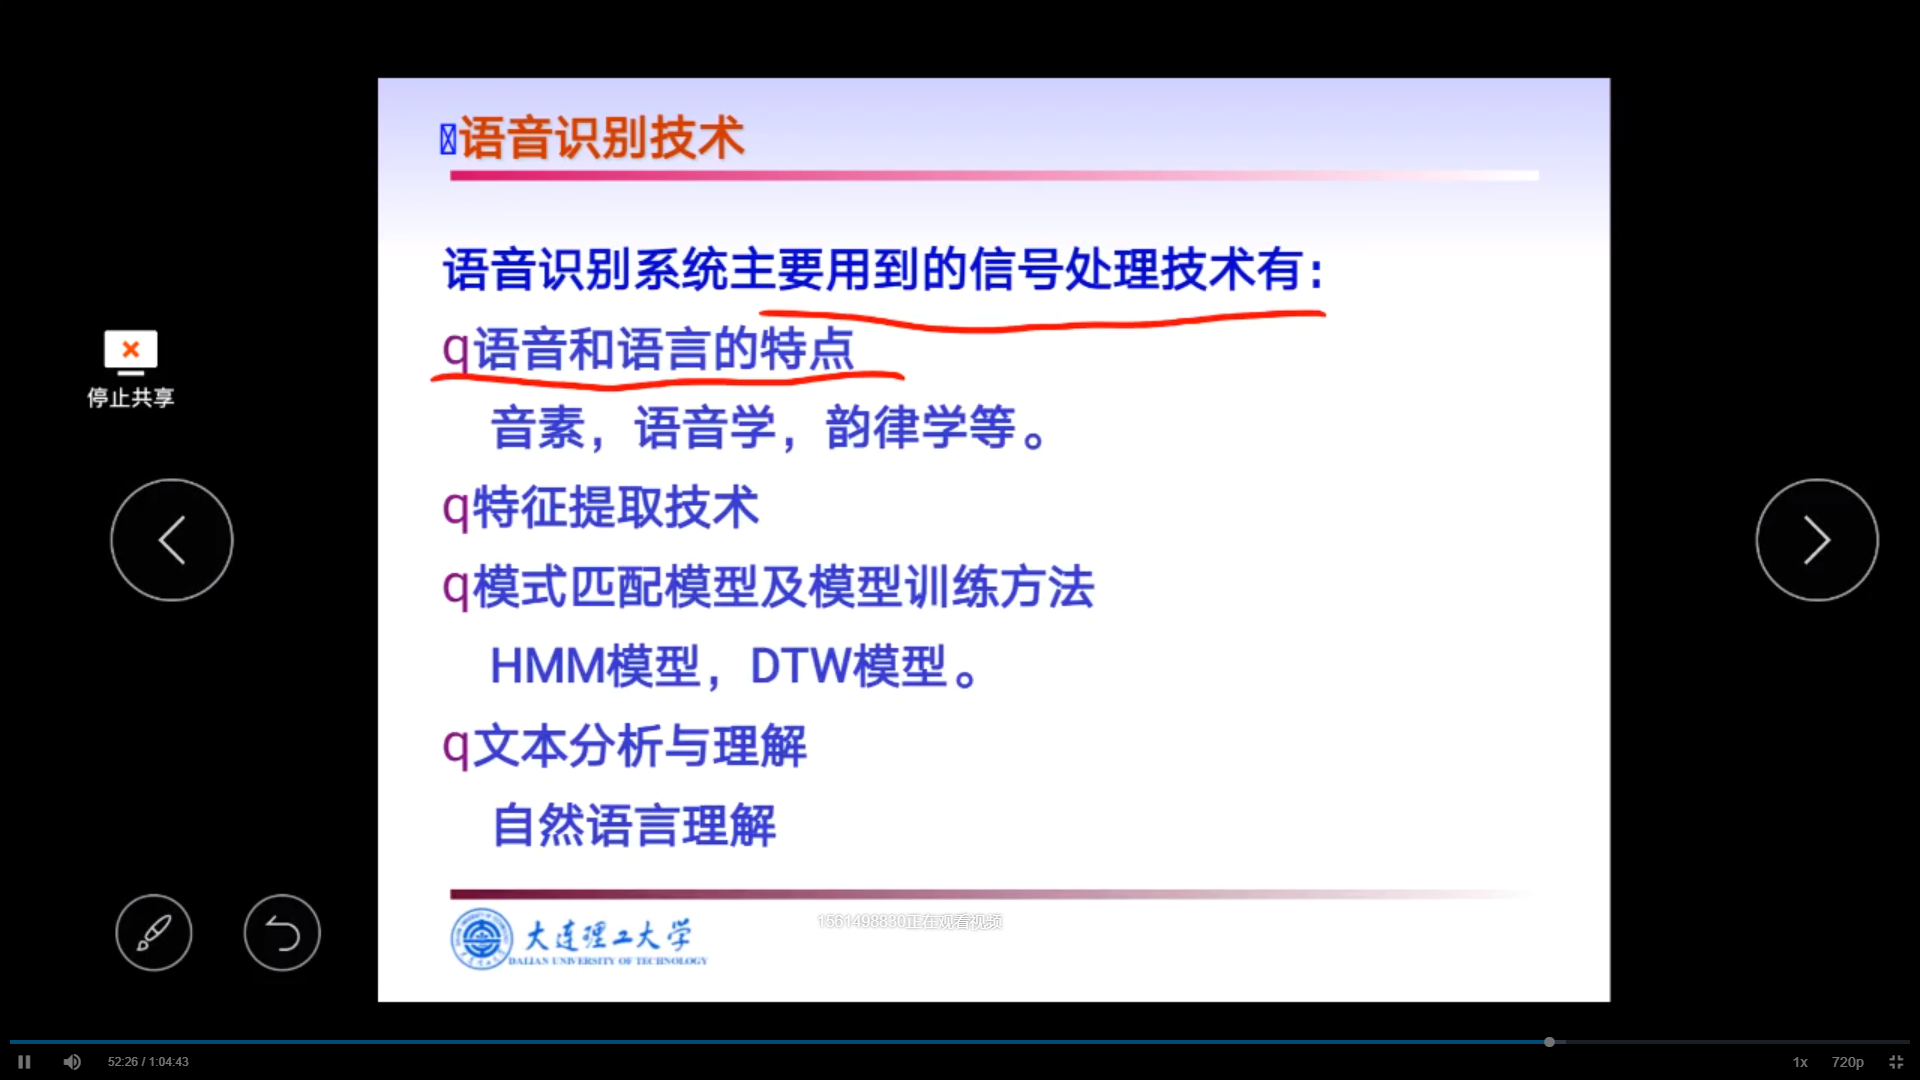 语音识别技术
语音识别系统主要用到的信号处理技术有：
q语音和语言的特点
音素，语音学，韵律学等。
q特征提取技术
q模式匹配模型及模型训练方法
HMM模型，DTW模型。
q文本分析与理解
自然语言理解
停止共享
大连理工大学
DALIAN UNIVERSITY OF TECHNOLOGY
1561498830正在观看视频
52:26 / 1:04:43
1x
720p